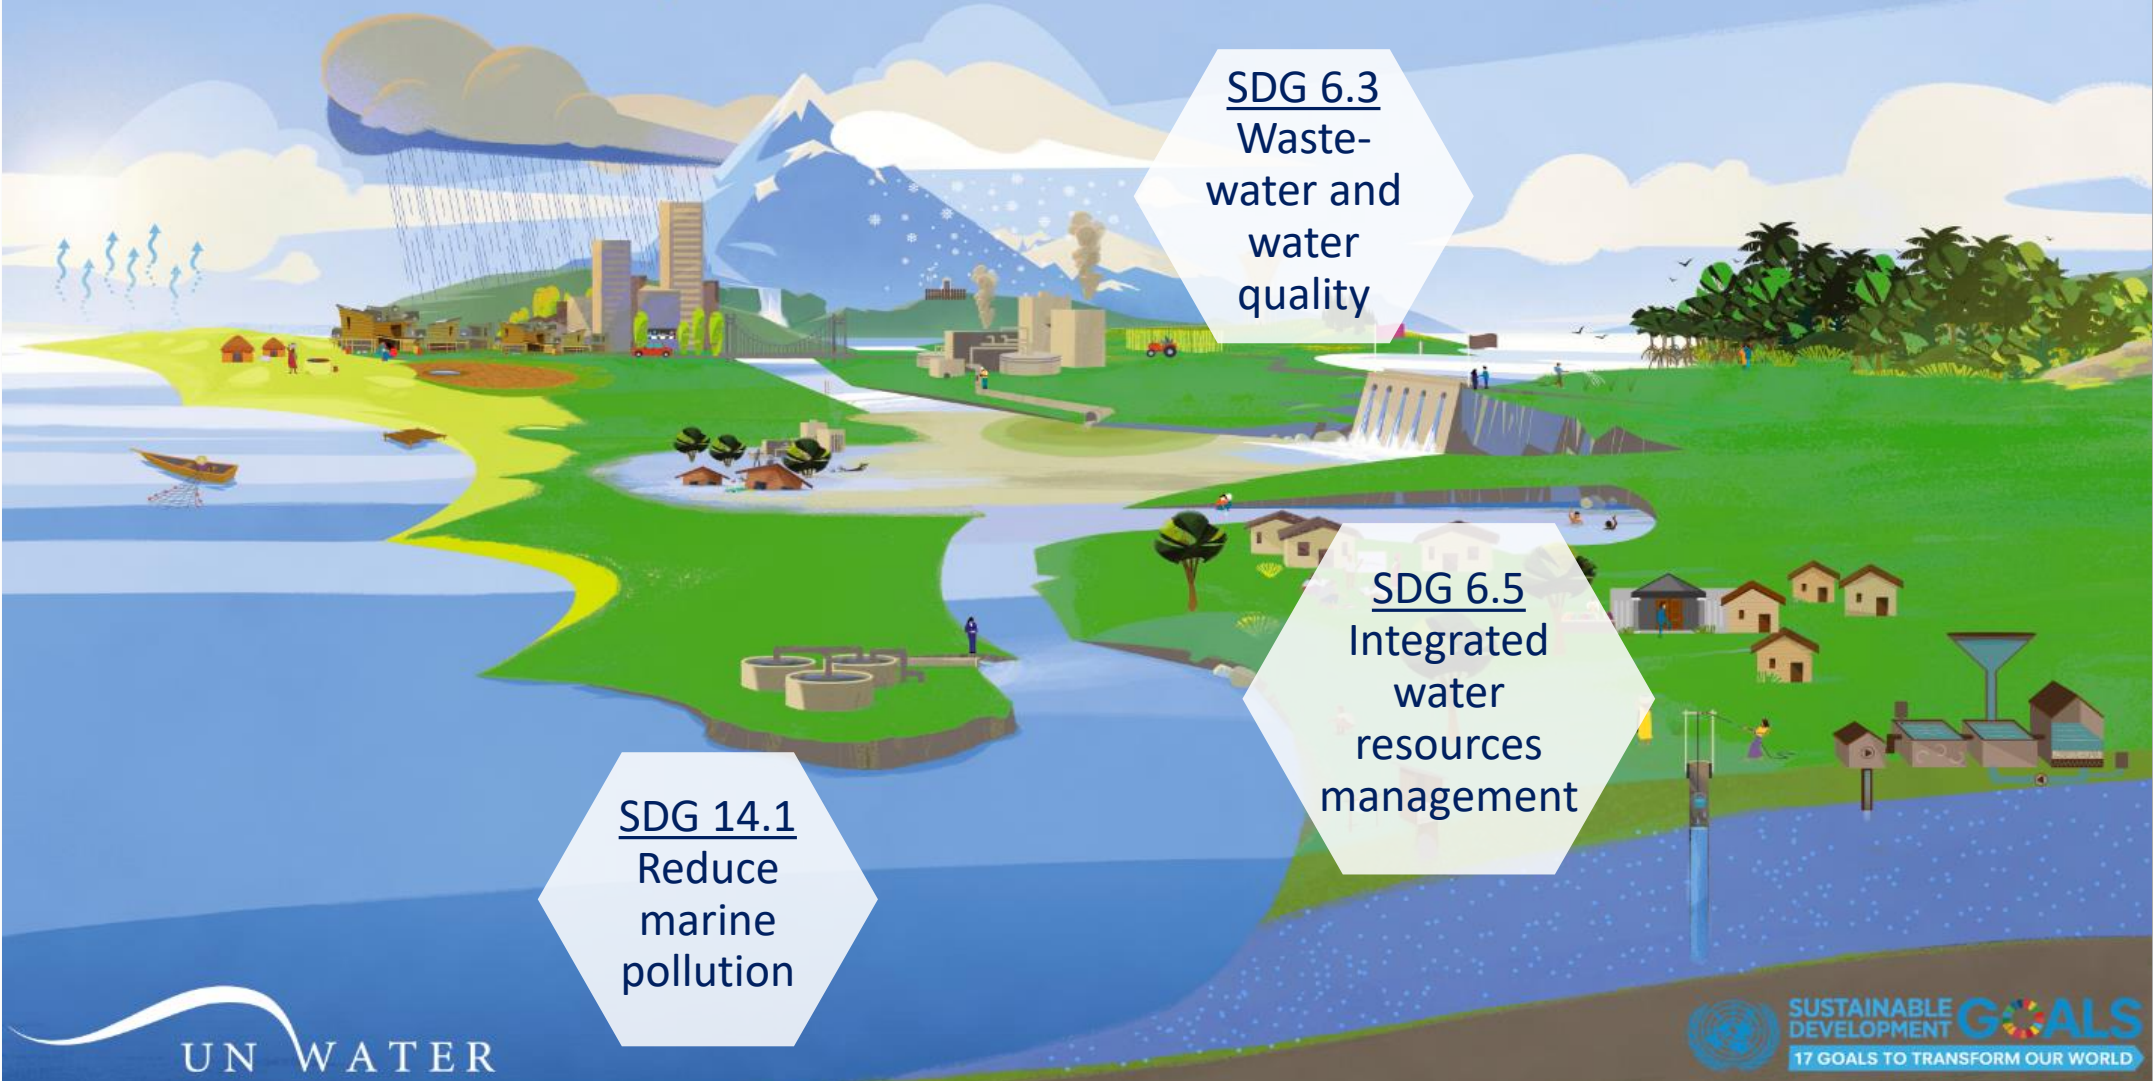 SDG 6.3
Waste-
water and
water
quality
SDG 6.5
Integrated
water
resources
management
SDG 14.1
Reduce
marine
pollution
UN WATER
SUSTAINABLE
DEVELOPMENT
GOALS
17 GOALS TO TRANSFORM OUR WORLD